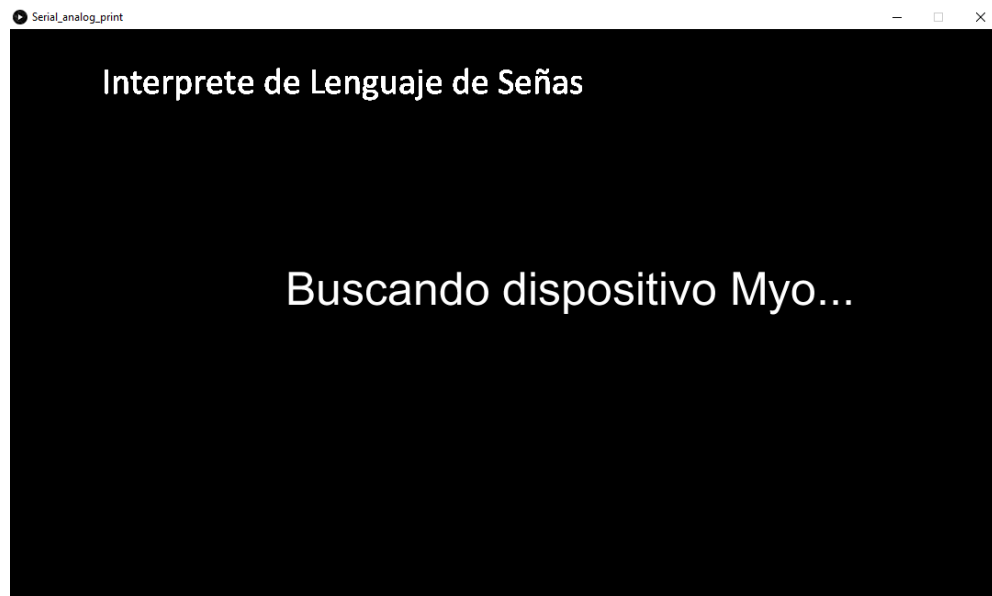 Serial_analog_print
Interprete de Lenguaje de Señas
Buscando dispositivo Myo...